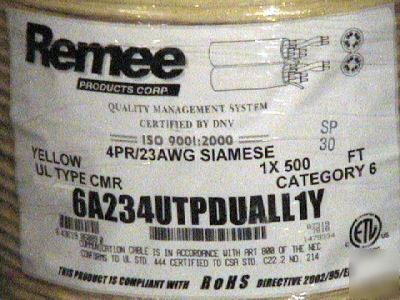 Remee
PRODUCTS CORP.
QUALITY MANAGEMENT SYSTEM
CERTIFIED BY DNV
ISO 9001:2000
SP
30
YELLOW 4PR/23AWG SIAMESE 1X 500 FT
UL TYPE CMR CATEGORY 6
6A234UTPDUALL1Y
COMMUNICATION CABLE IS IN ACCORDANCE WITH ART 800 OF THE NEC
CONFORMS TO UL STD. 444 CERTIFIED TO CSA STD. C22.2 NO. 214
THIS PRODUCT IS COMPLIANT WITH RoHS DIRECTIVE 2002/95/E
ETL